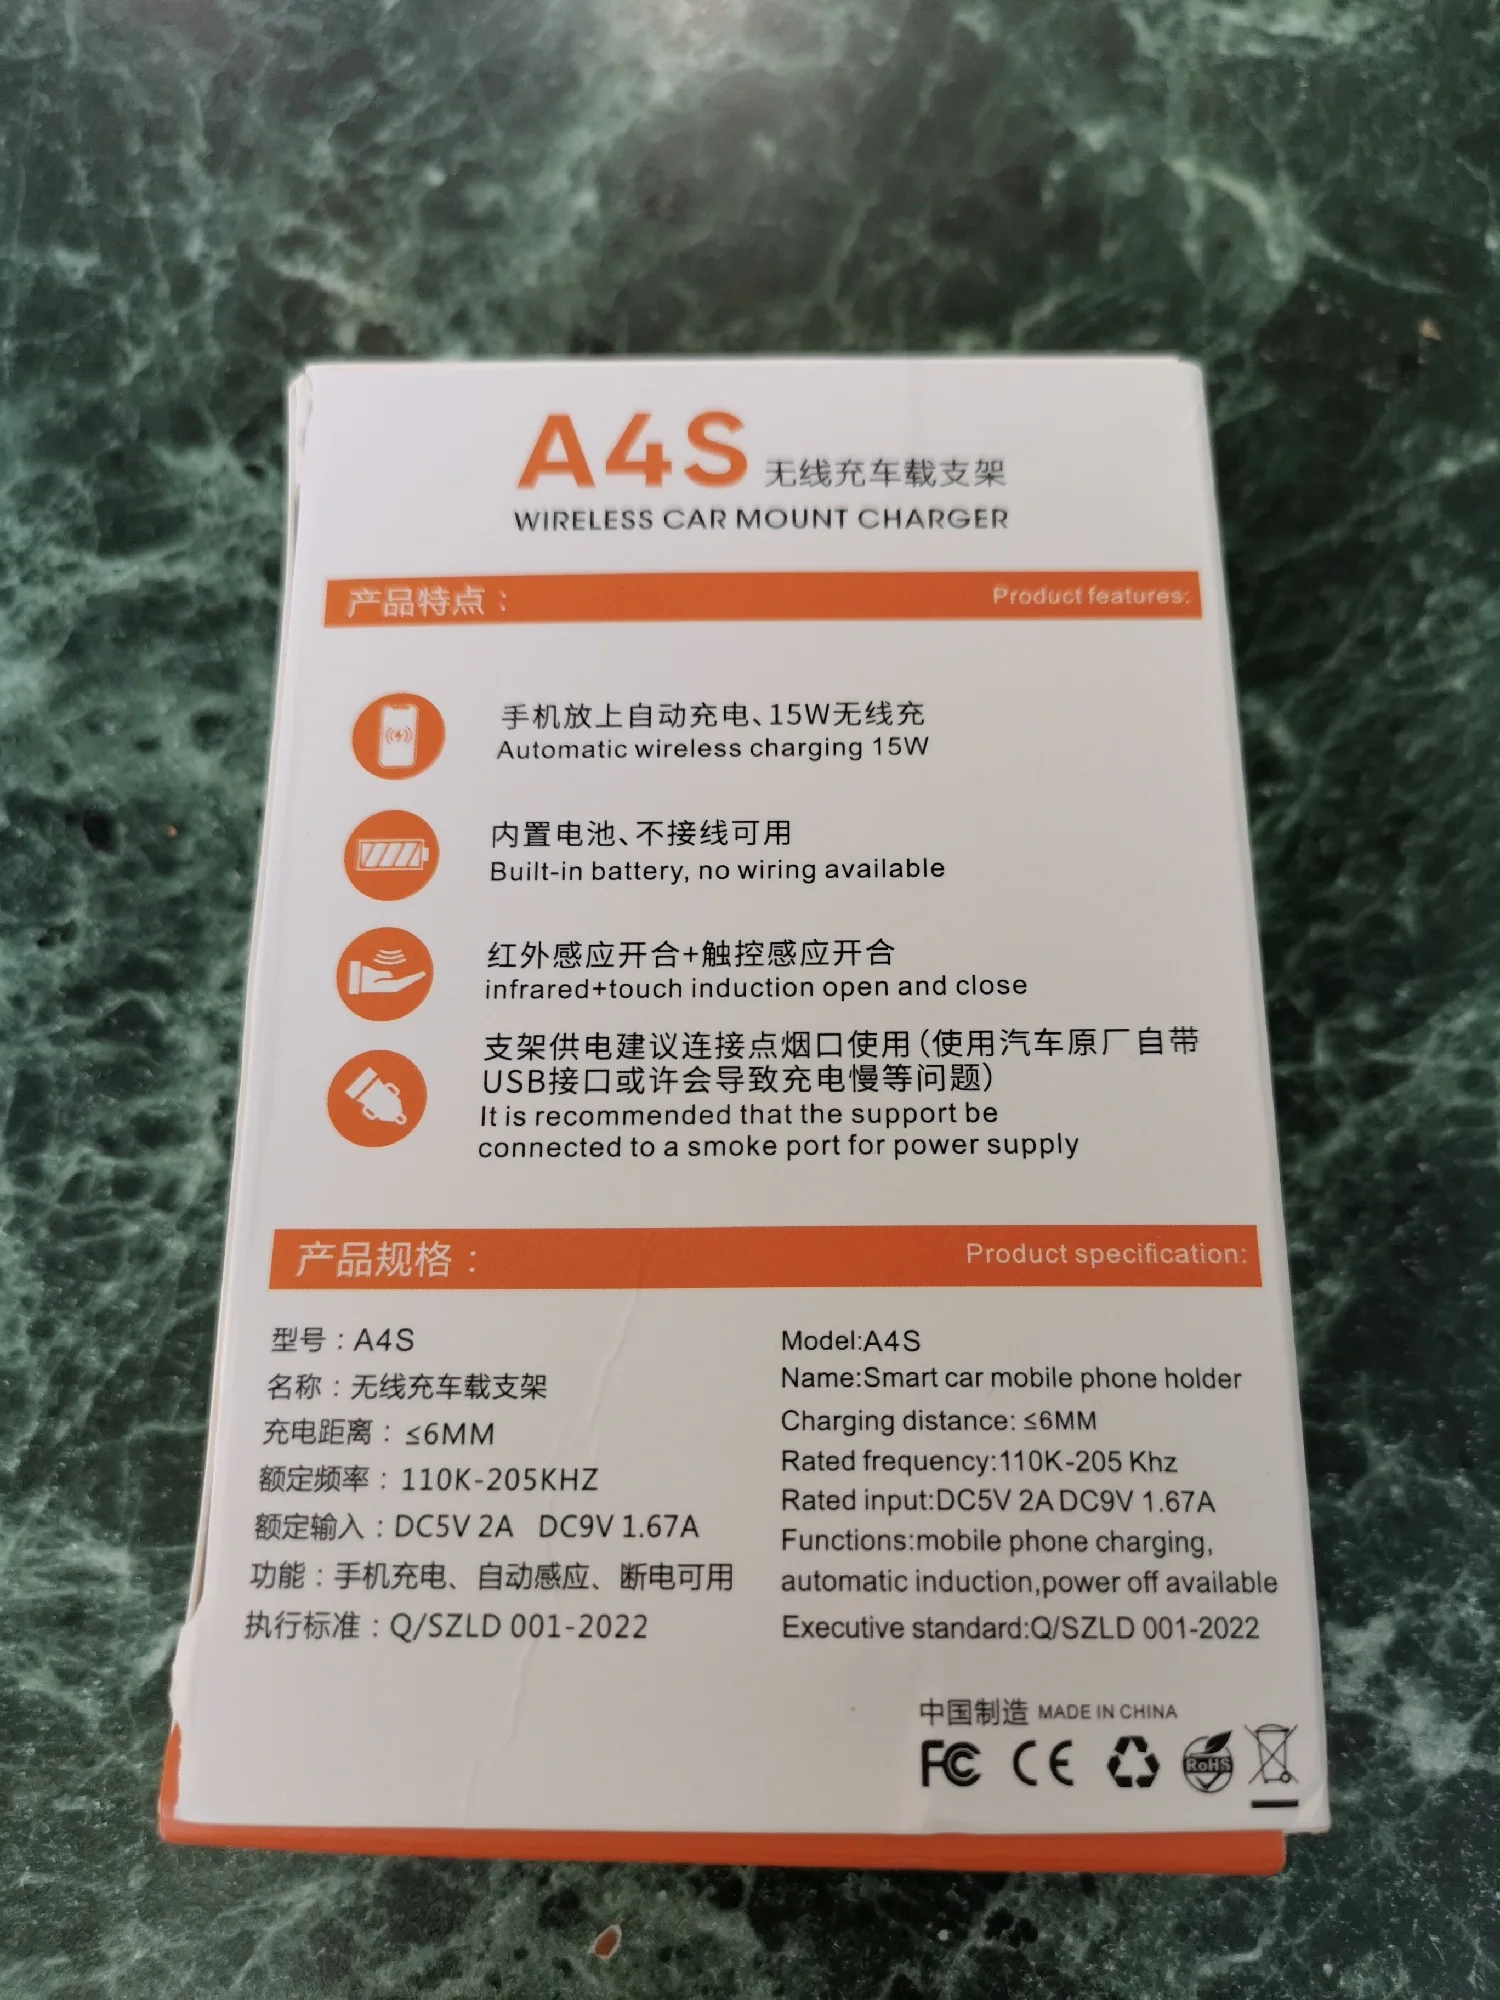 A4S 无线充车载支架
WIRELESS CAR MOUNT CHARGER
产品特点： Product features:
手机放上自动充电、15W无线充
Automatic wireless charging 15W
内置电池、不接线可用
Built-in battery, no wiring available
红外感应开合+触控感应开合
infrared+touch induction open and close
支架供电建议连接点烟口使用(使用汽车原厂自带
USB接口或许会导致充电慢等问题)
It is recommended that the support be
connected to a smoke port for power supply
产品规格： Product specification:
型号：A4S
名称：无线充车载支架
充电距离：≤6MM
额定频率：110K-205KHZ
额定输入：DC5V 2A DC9V 1.67A
功能：手机充电、自动感应、断电可用
执行标准：Q/SZLD 001-2022
Model:A4S
Name:Smart car mobile phone holder
Charging distance: ≤6MM
Rated frequency:110K-205 Khz
Rated input:DC5V 2A DC9V 1.67A
Functions:mobile phone charging,
automatic induction,power off available
Executive standard:Q/SZLD 001-2022
中国制造 MADE IN CHINA
FC CE RoHS